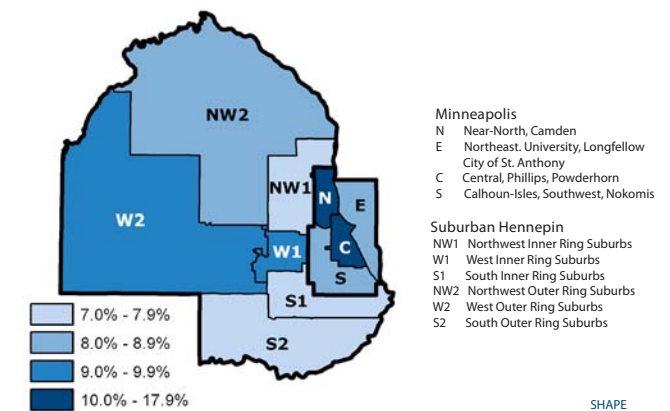 NW2
NW1
N
E
W2
W1
C
S
S1
S2
7.0% - 7.9%
8.0% - 8.9%
9.0% - 9.9%
10.0% - 17.9%
Minneapolis
N Near-North, Camden
E Northeast. University, Longfellow
City of St. Anthony
C Central, Phillips, Powderhorn
S Calhoun-Isles, Southwest, Nokomis
Suburban Hennepin
NW1 Northwest Inner Ring Suburbs
W1 West Inner Ring Suburbs
S1 South Inner Ring Suburbs
NW2 Northwest Outer Ring Suburbs
W2 West Outer Ring Suburbs
S2 South Outer Ring Suburbs
SHAPE